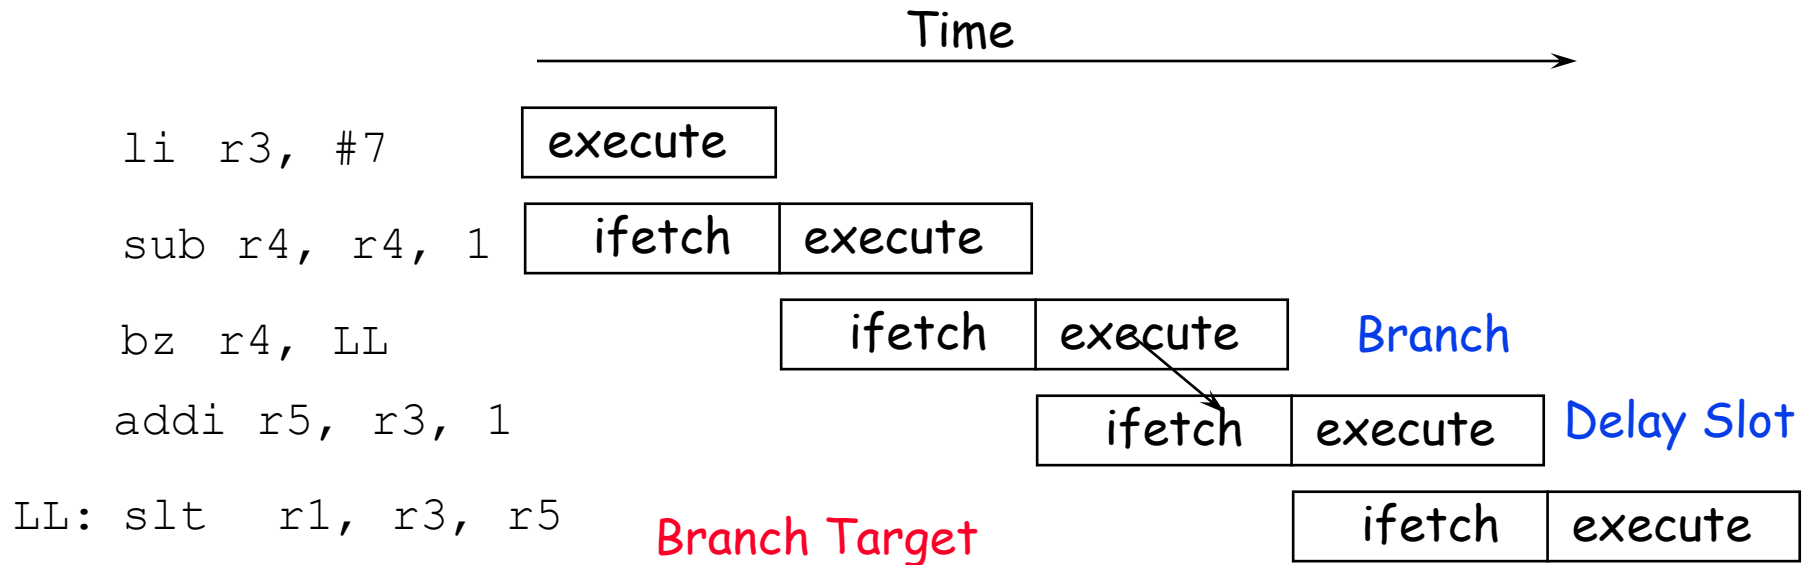 Time
li r3, #7 execute
sub r4, r4, 1 ifetch execute
bz r4, LL ifetch execute Branch
addi r5, r3, 1 ifetch execute Delay Slot
LL: slt r1, r3, r5 Branch Target ifetch execute